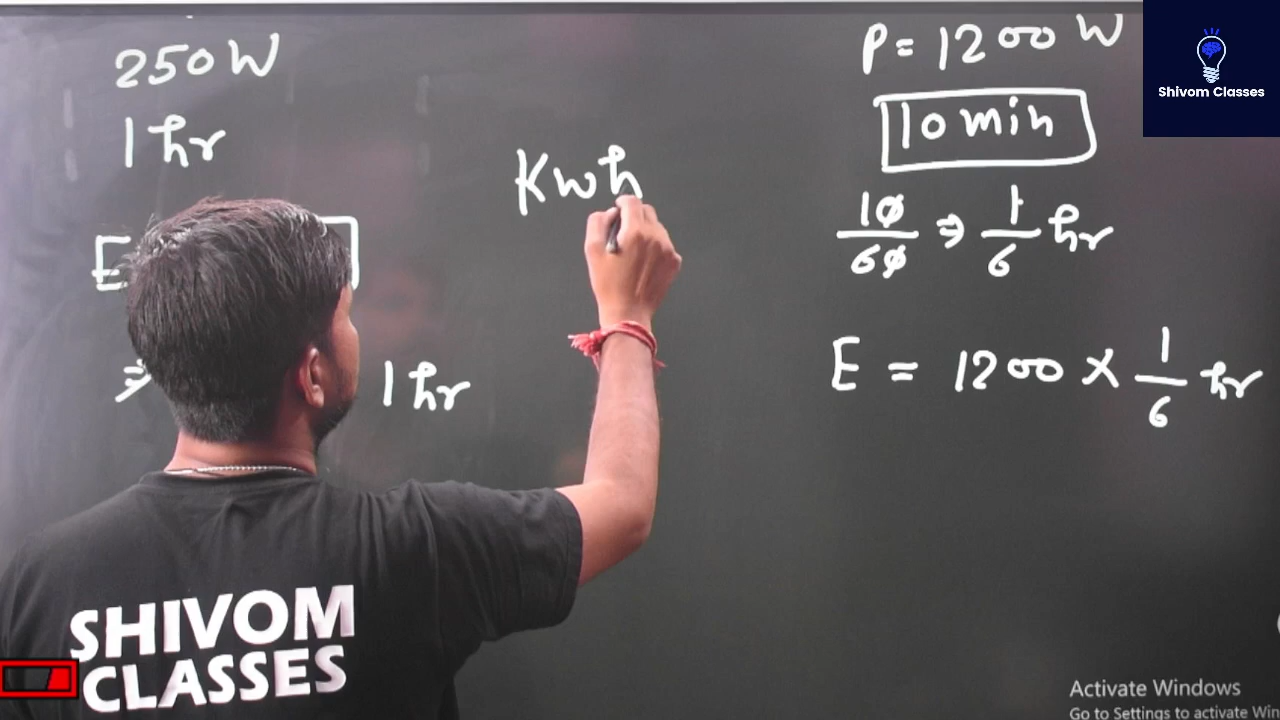 250 W
1 hr
E
⇒ 1 hr
Kwh
P = 1200 W
10 min
10/60 ⇒ 1/6 hr
E = 1200 × 1/6 hr
Shivom Classes
SHIVOM
CLASSES
Activate Windows
Go to Settings to activate Win